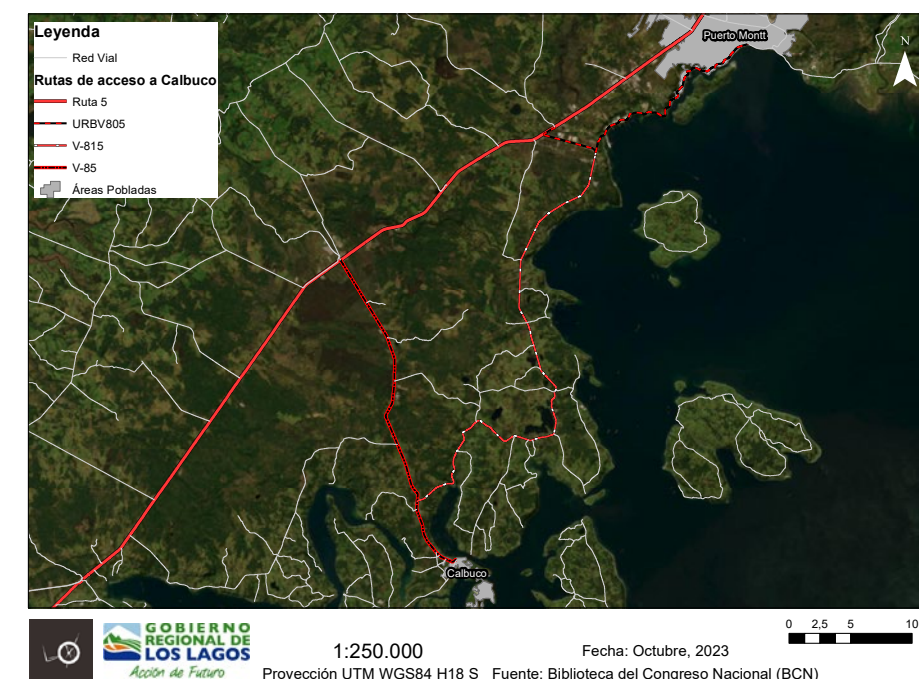 Leyenda
Red Vial
Rutas de acceso a Calbuco
Ruta 5
URBV805
V-815
V-85
Áreas Pobladas
Puerto Montt
N
Calbuco
GOBIERNO
REGIONAL DE
LOS LAGOS
Acción de Futuro
1:250.000
Fecha: Octubre, 2023
0 2,5 5 10
Proyección UTM WGS84 H18 S Fuente: Biblioteca del Congreso Nacional (BCN)